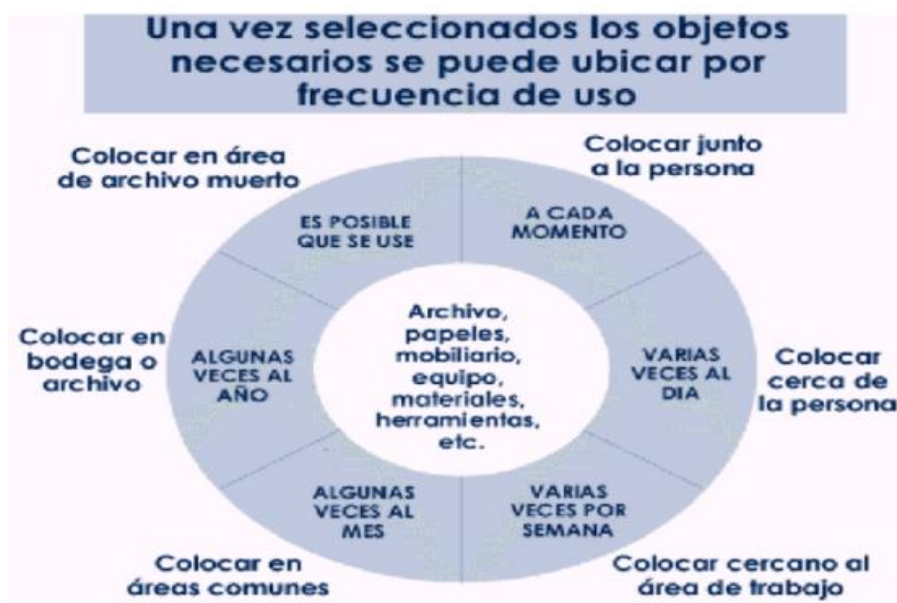 Una vez seleccionados los objetos
necesarios se puede ubicar por
frecuencia de uso
Colocar junto
a la persona
A CADA
MOMENTO
Colocar
cerca de
la persona
VARIAS
VECES AL
DIA
Colocar cercano al
área de trabajo
VARIAS
VECES POR
SEMANA
Colocar en
áreas comunes
ALGUNAS
VECES AL
MES
Colocar en
bodega o
archivo
ALGUNAS
VECES AL
AÑO
Colocar en área
de archivo muerto
ES POSIBLE
QUE SE USE
Archivo,
papeles,
mobiliario,
equipo,
materiales,
herramientas,
etc.